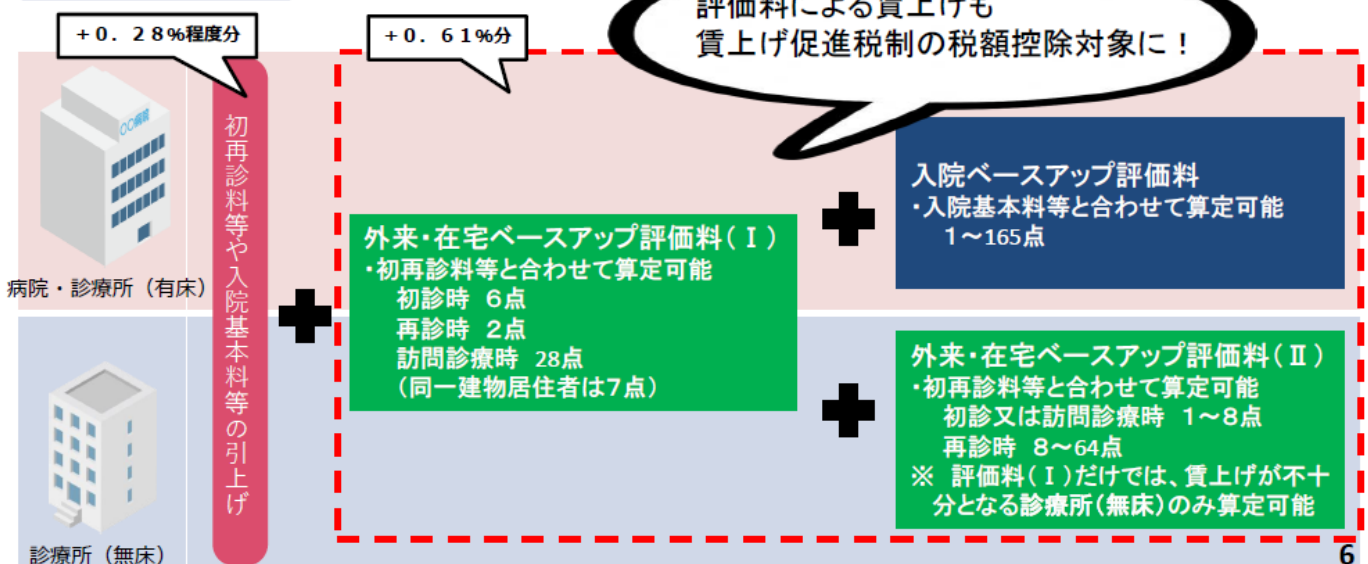 評価料による賃上げも
賃上げ促進税制の税額控除対象に！
＋０．２８％程度分
＋０．６１％分
〇〇病院
病院・診療所（有床）
初再診料等や入院基本料等の引上げ
外来・在宅ベースアップ評価料（Ⅰ）
・初再診料等と合わせて算定可能
初診時 6点
再診時 2点
訪問診療時 28点
（同一建物居住者は7点）
入院ベースアップ評価料
・入院基本料等と合わせて算定可能
1～165点
外来・在宅ベースアップ評価料（Ⅱ）
・初再診料等と合わせて算定可能
初診又は訪問診療時 1～8点
再診時 8～64点
※ 評価料（Ⅰ）だけでは、賃上げが不十
分となる診療所（無床）のみ算定可能
診療所（無床）
6